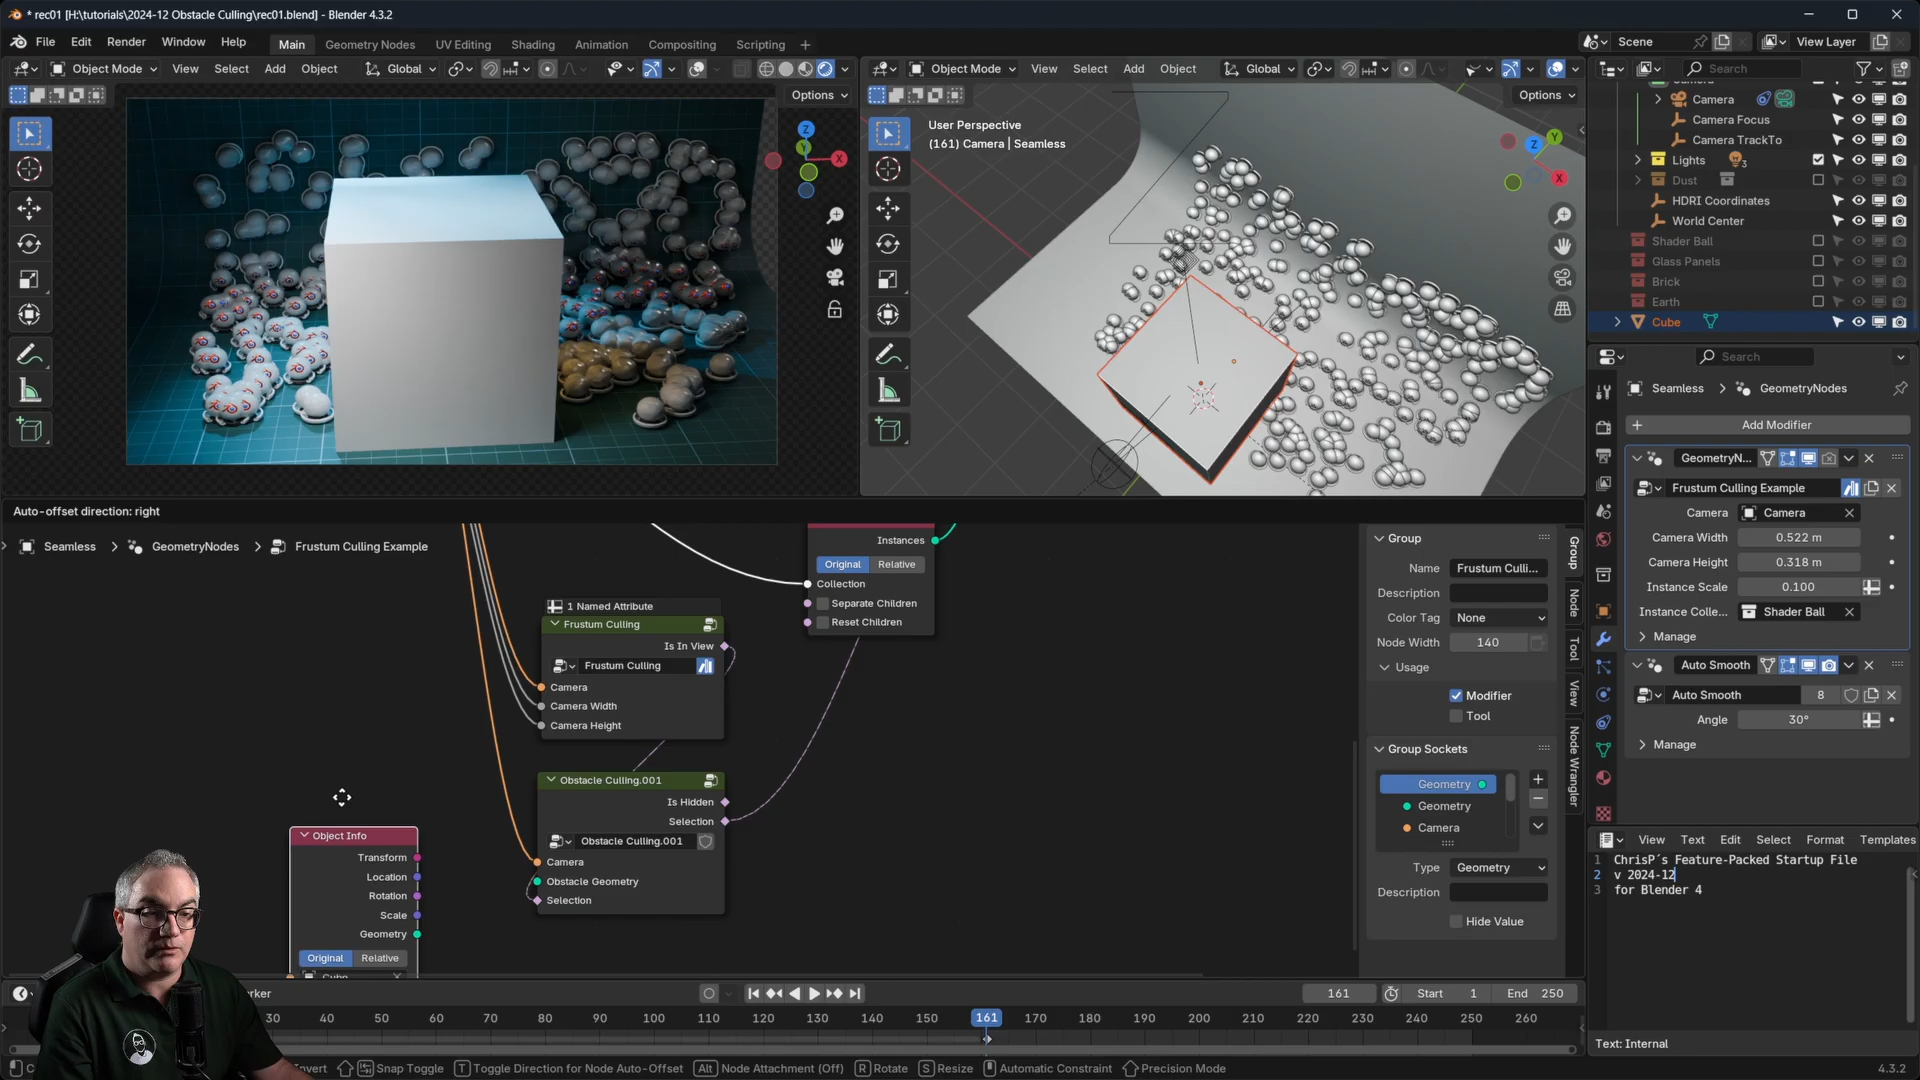 * rec01 [H:\tutorials\2024-12 Obstacle Culling\rec01.blend] - Blender 4.3.2
File Edit Render Window Help Main Geometry Nodes UV Editing Shading Animation Compositing Scripting +
Scene View Layer
Object Mode View Select Add Object Global
Object Mode View Select Add Object Global
Search
Options
Options
User Perspective
(161) Camera | Seamless
Z
Y
X
Y
Z
X
Camera
Camera Focus
Camera TrackTo
Lights 3
Dust
HDRI Coordinates
World Center
Shader Ball
Glass Panels
Brick
Earth
Cube
Search
Seamless > GeometryNodes
Add Modifier
GeometryN...
Frustum Culling Example
Camera Camera
Camera Width 0.522 m
Camera Height 0.318 m
Instance Scale 0.100
Instance Colle... Shader Ball
Manage
Auto Smooth
Auto Smooth 8
Angle 30°
Manage
Auto-offset direction: right
Seamless > GeometryNodes > Frustum Culling Example
Instances
Original Relative
Collection
Separate Children
Reset Children
1 Named Attribute
Frustum Culling
Is In View
Frustum Culling
Camera
Camera Width
Camera Height
Obstacle Culling.001
Is Hidden
Selection
Obstacle Culling.001
Camera
Obstacle Geometry
Selection
Object Info
Transform
Location
Rotation
Scale
Geometry
Original Relative
Cube
Group
Name Frustum Culli...
Description
Color Tag None
Node Width 140
Usage
Modifier
Tool
Group Sockets
Geometry
Geometry
Camera
Type Geometry
Description
Hide Value
Group
Node
Tool
View
Node Wrangler
View Text Edit Select Format Templates
1 ChrisP´s Feature-Packed Startup File
2 v 2024-12
3 for Blender 4
Text: Internal
161 Start 1 End 250
30 40 50 60 70 80 90 100 110 120 130 140 150 161 170 180 190 200 210 220 230 240 250 260
Snap Toggle T Toggle Direction for Node Auto-Offset Alt Node Attachment (Off) R Rotate S Resize Automatic Constraint Precision Mode
4.3.2